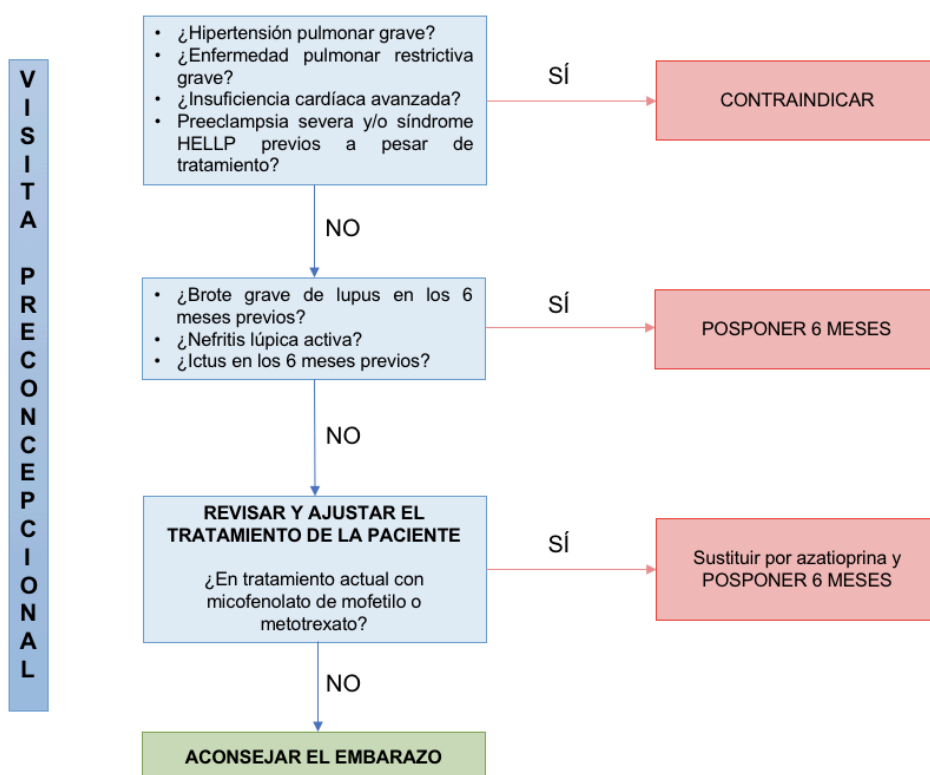 VISITA PRECONCEPCIONAL
• ¿Hipertensión pulmonar grave?
• ¿Enfermedad pulmonar restrictiva
grave?
• ¿Insuficiencia cardíaca avanzada?
• Preeclampsia severa y/o síndrome
HELLP previos a pesar de
tratamiento?
SÍ
CONTRAINDICAR
NO
• ¿Brote grave de lupus en los 6
meses previos?
• ¿Nefritis lúpica activa?
• ¿Ictus en los 6 meses previos?
SÍ
POSPONER 6 MESES
NO
REVISAR Y AJUSTAR EL
TRATAMIENTO DE LA PACIENTE
¿En tratamiento actual con
micofenolato de mofetilo o
metotrexato?
SÍ
Sustituir por azatioprina y
POSPONER 6 MESES
NO
ACONSEJAR EL EMBARAZO